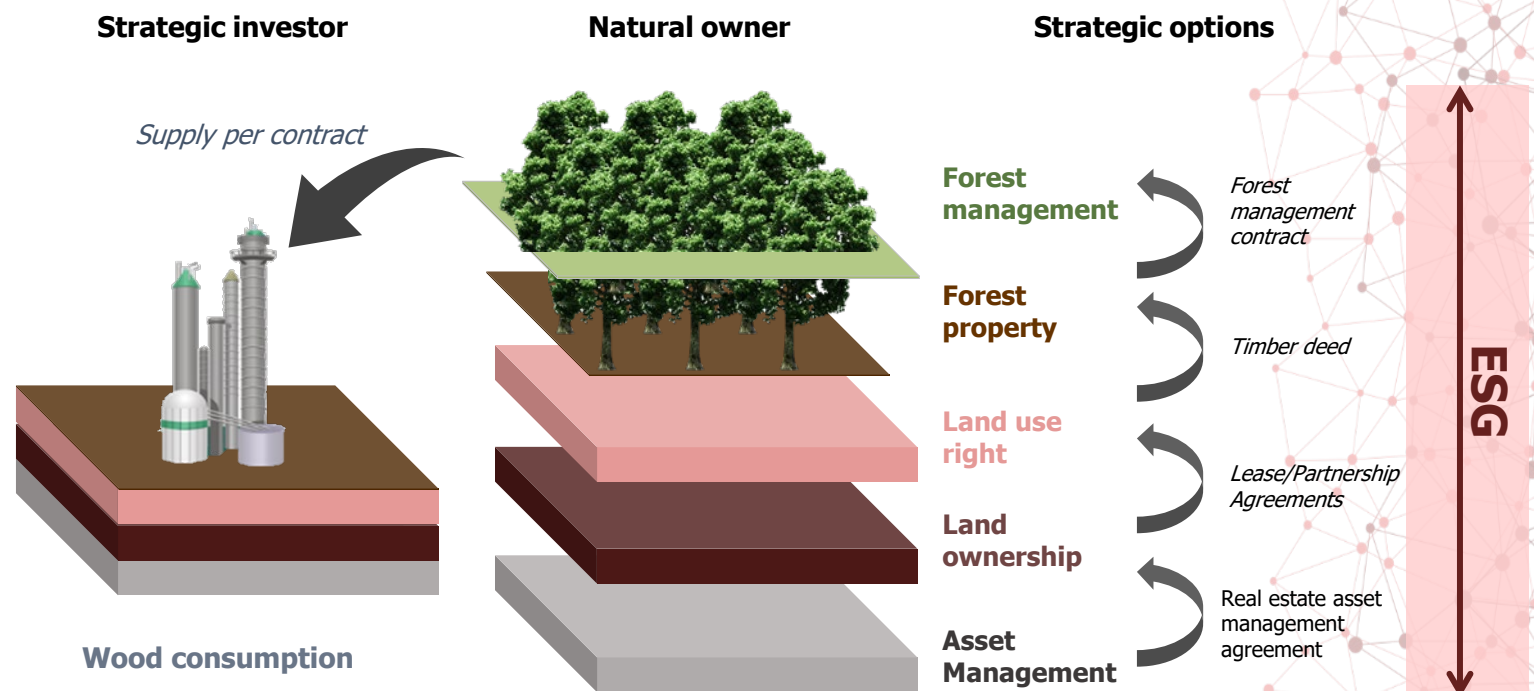 Strategic investor
Natural owner
Strategic options
Supply per contract
Wood consumption
Forest
management
Forest
management
contract
Forest
property
Timber deed
Land use
right
Lease/Partnership
Agreements
Land
ownership
Real estate asset
management
agreement
Asset
Management
ESG